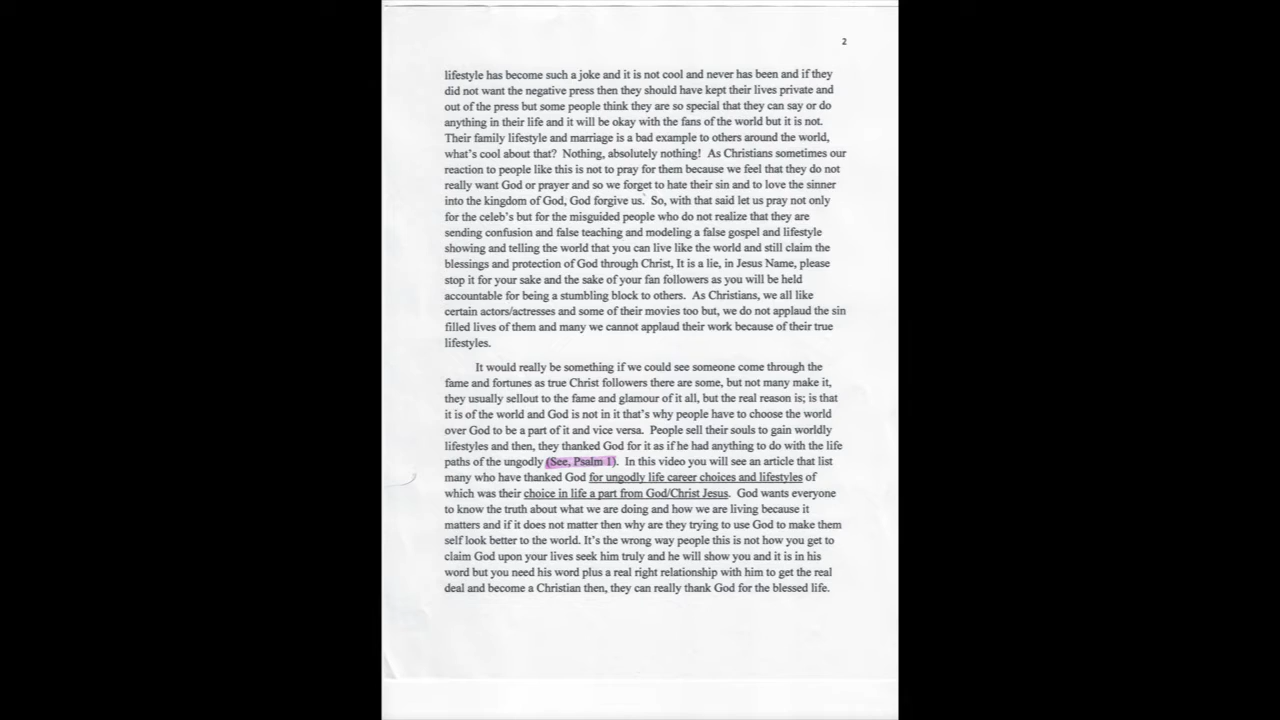 2
lifestyle has become such a joke and it is not cool and never has been and if they
did not want the negative press then they should have kept their lives private and
out of the press but some people think they are so special that they can say or do
anything in their life and it will be okay with the fans of the world but it is not.
Their family lifestyle and marriage is a bad example to others around the world,
what's cool about that?  Nothing, absolutely nothing!  As Christians sometimes our
reaction to people like this is not to pray for them because we feel that they do not
really want God or prayer and so we forget to hate their sin and to love the sinner
into the kingdom of God, God forgive us.  So, with that said let us pray not only
for the celeb's but for the misguided people who do not realize that they are
sending confusion and false teaching and modeling a false gospel and lifestyle
showing and telling the world that you can live like the world and still claim the
blessings and protection of God through Christ, It is a lie, in Jesus Name, please
stop it for your sake and the sake of your fan followers as you will be held
accountable for being a stumbling block to others.  As Christians, we all like
certain actors/actresses and some of their movies too but, we do not applaud the sin
filled lives of them and many we cannot applaud their work because of their true
lifestyles.
It would really be something if we could see someone come through the
fame and fortunes as true Christ followers there are some, but not many make it,
they usually sellout to the fame and glamour of it all, but the real reason is; is that
it is of the world and God is not in it that's why people have to choose the world
over God to be a part of it and vice versa.  People sell their souls to gain worldly
lifestyles and then, they thanked God for it as if he had anything to do with the life
paths of the ungodly (See, Psalm 1).  In this video you will see an article that list
many who have thanked God for ungodly life career choices and lifestyles of
which was their choice in life a part from God/Christ Jesus.  God wants everyone
to know the truth about what we are doing and how we are living because it
matters and if it does not matter then why are they trying to use God to make them
self look better to the world. It's the wrong way people this is not how you get to
claim God upon your lives seek him truly and he will show you and it is in his
word but you need his word plus a real right relationship with him to get the real
deal and become a Christian then, they can really thank God for the blessed life.